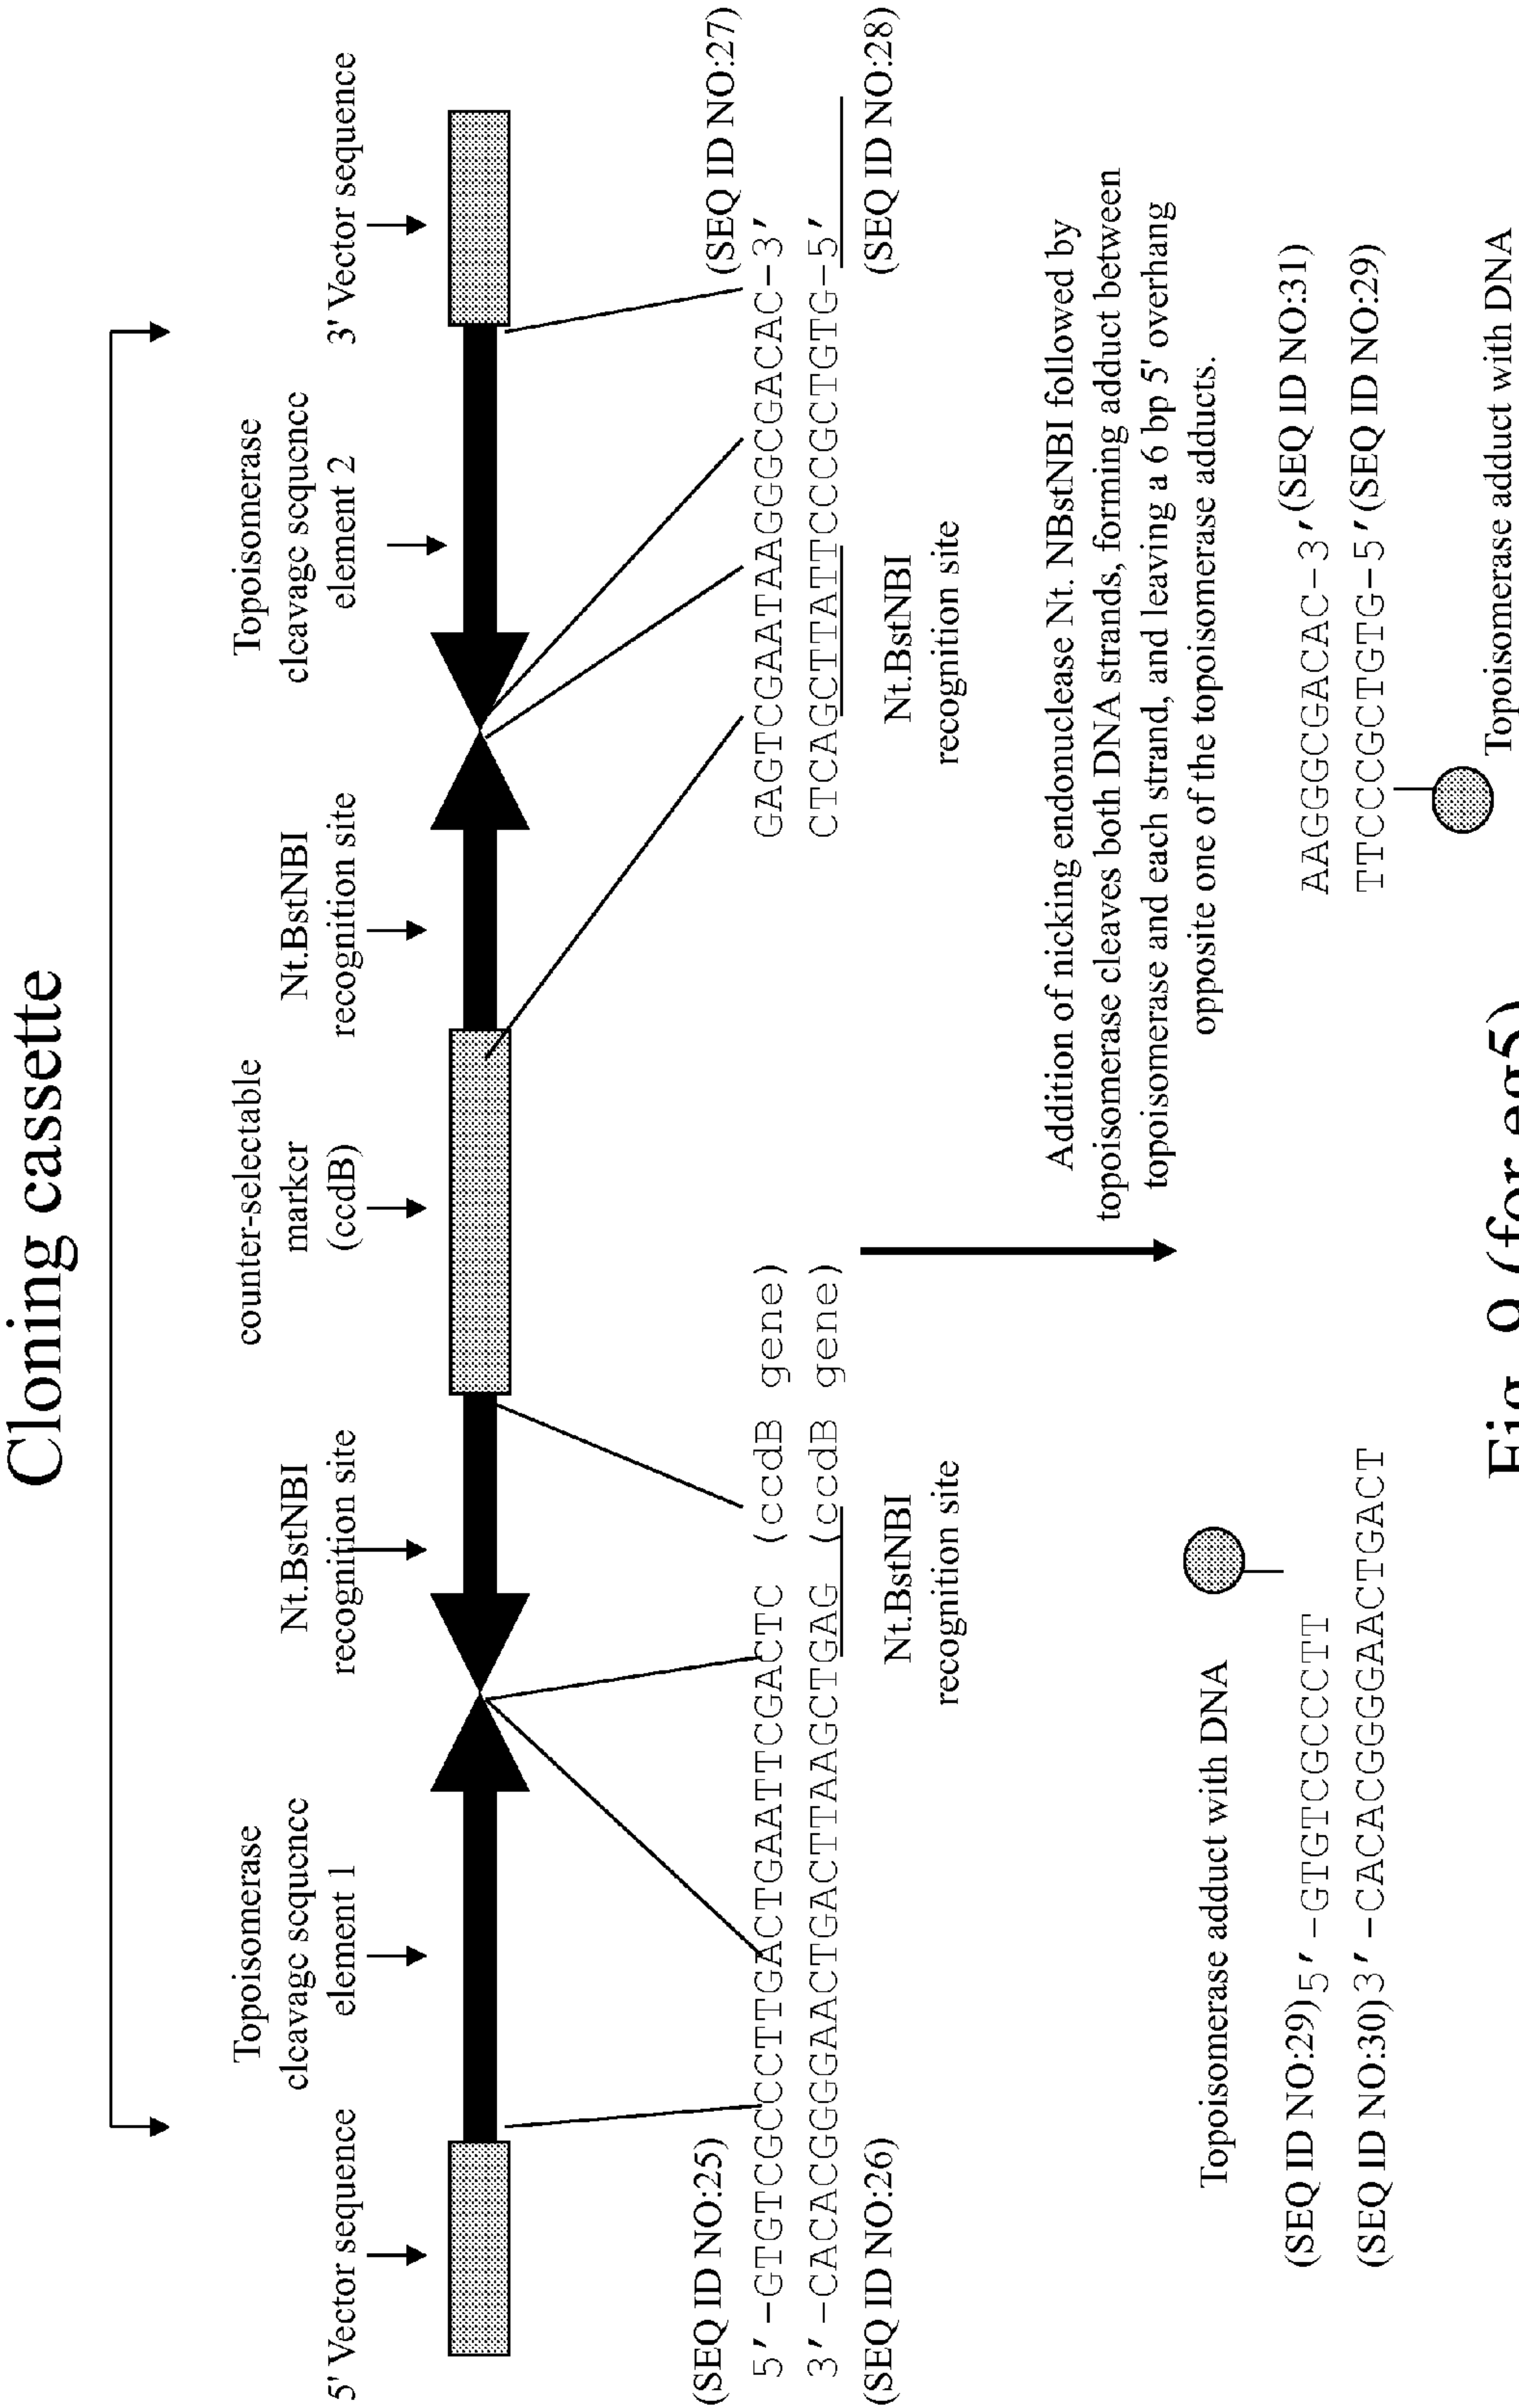 Cloning cassette
5' Vector sequence
Topoisomerase
cleavage sequence
element 1
Nt.BstNBI
recognition site
counter-selectable
marker
(ccdB)
Nt.BstNBI
recognition site
Topoisomerase
cleavage sequence
element 2
3' Vector sequence
(SEQ ID NO:25)
5'-GTGTCGCCCTTGACTGAATTCGACTC (ccdB gene)
3'-CACACGGGGAACTGACTTAAGCTGAG (ccdB gene)
(SEQ ID NO:26)
Nt.BstNBI
recognition site
(SEQ ID NO:27)
GAGTCGAATAAGGGCGACAC-3'
CTCAGCTTATTCCCGCTGTG-5'
(SEQ ID NO:28)
Nt.BstNBI
recognition site
Addition of nicking endonuclease Nt. NBstNBI followed by
topoisomerase cleaves both DNA strands, forming adduct between
topoisomerase and each strand, and leaving a 6 bp 5' overhang
opposite one of the topoisomerase adducts.
Topoisomerase adduct with DNA
(SEQ ID NO:29) 5'-GTGTCGCCCTT
(SEQ ID NO:30) 3'-CACACGGGGAACTGACT
AAGGGCGACAC-3' (SEQ ID NO:31)
TTCCCGCTGTG-5' (SEQ ID NO:29)
Topoisomerase adduct with DNA
Fig. 9 (for eg5)